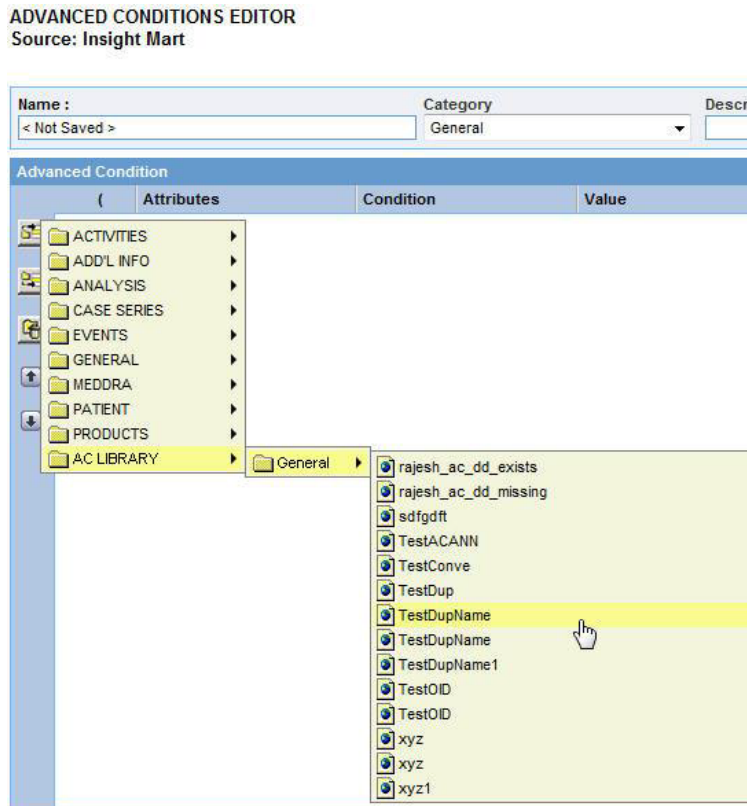 ADVANCED CONDITIONS EDITOR
Source: Insight Mart
Name : Category Descr
< Not Saved > General
Advanced Condition
( Attributes Condition Value
ACTIVITIES
ADD'L INFO
ANALYSIS
CASE SERIES
EVENTS
GENERAL
MEDDRA
PATIENT
PRODUCTS
AC LIBRARY General
rajesh_ac_dd_exists
rajesh_ac_dd_missing
sdfgdft
TestACANN
TestConve
TestDup
TestDupName
TestDupName
TestDupName1
TestOID
TestOID
xyz
xyz
xyz1